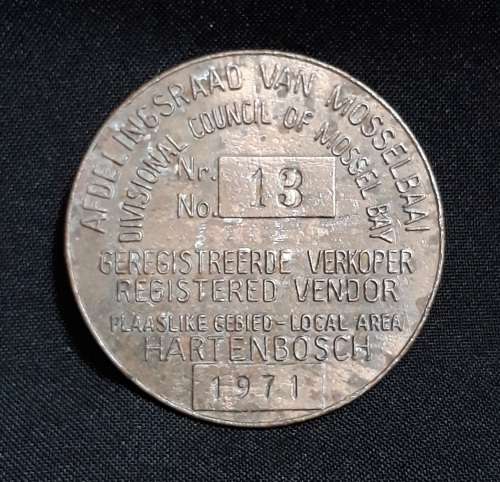 AFDELINGSRAAD VAN MOSSELBAAI
DIVISIONAL COUNCIL OF MOSSEL BAY
Nr.
No. 13
GEREGISTREERDE VERKOPER
REGISTERED VENDOR
PLAASLIKE GEBIED-LOCAL AREA
HARTENBOSCH
1971